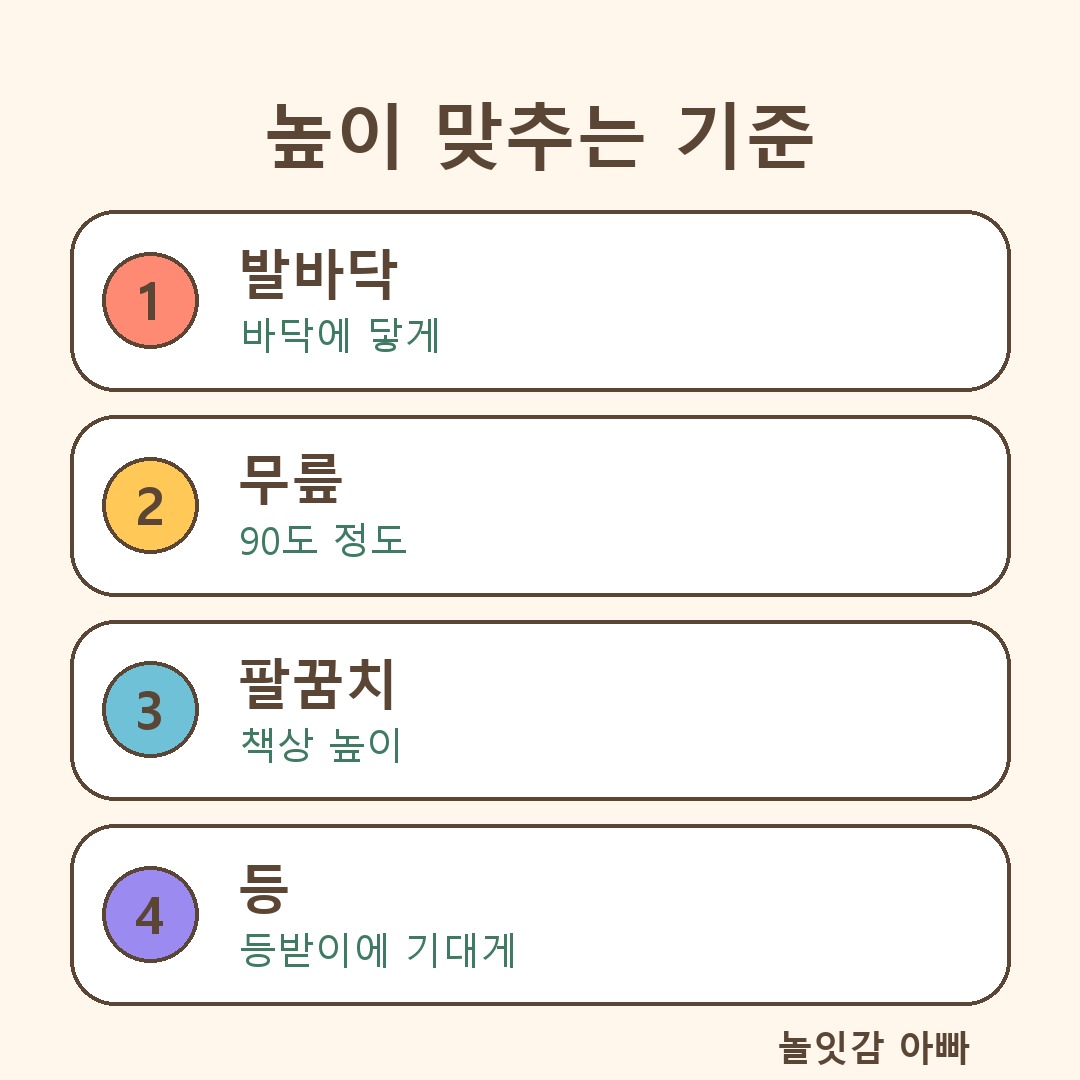 높이 맞추는 기준
1
발바닥
바닥에 닿게
2
무릎
90도 정도
3
팔꿈치
책상 높이
4
등
등받이에 기대게
놀잇감 아빠